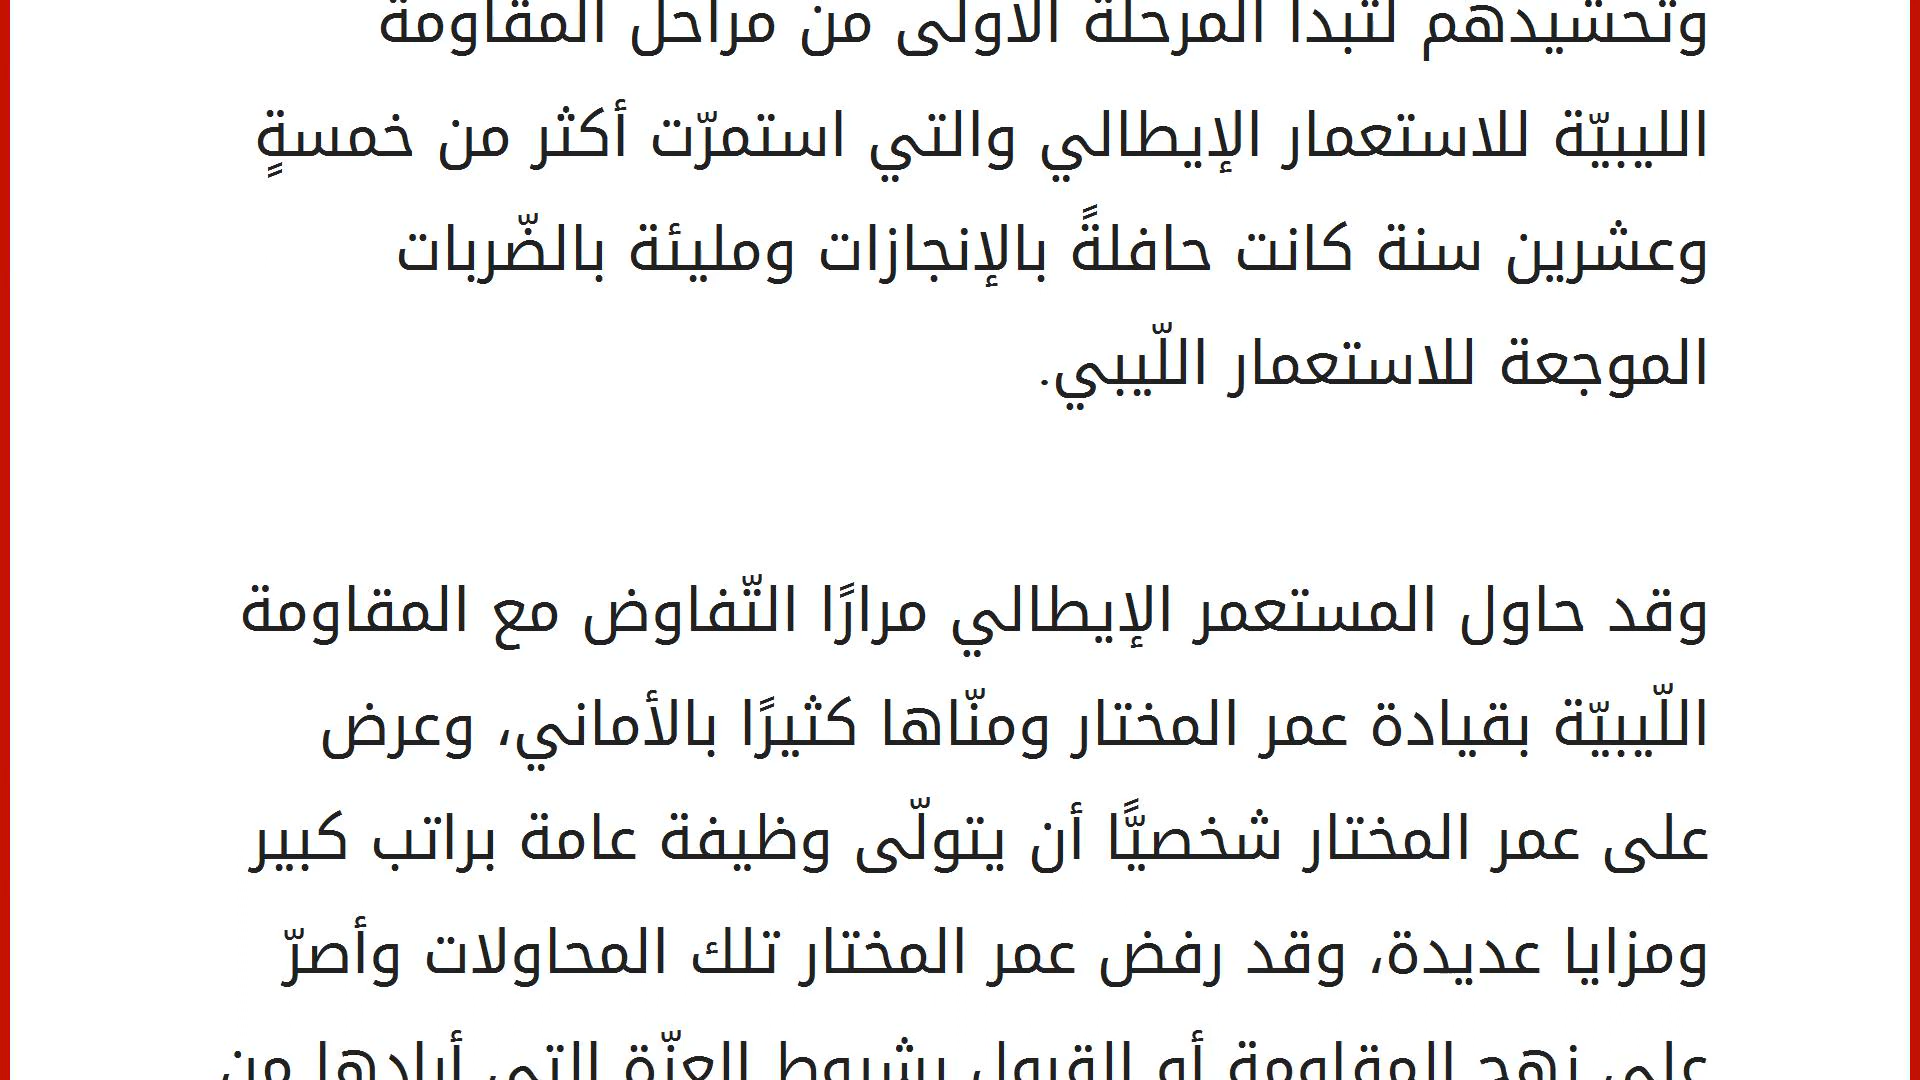 وتحشيدهم لتبدأ المرحلة الأولى من مراحل المقاومة
الليبيّة للاستعمار الإيطالي والتي استمرّت أكثر من خمسةٍ
وعشرين سنة كانت حافلةً بالإنجازات ومليئة بالضّربات
الموجعة للاستعمار اللّيبي.
وقد حاول المستعمر الإيطالي مرارًا التّفاوض مع المقاومة
اللّيبيّة بقيادة عمر المختار ومنّاها كثيرًا بالأماني، وعرض
على عمر المختار شخصيًّا أن يتولّى وظيفة عامة براتب كبير
ومزايا عديدة، وقد رفض عمر المختار تلك المحاولات وأصرّ
على نهج المقاومة أو القبول بشروط العزّة التي أرادها من